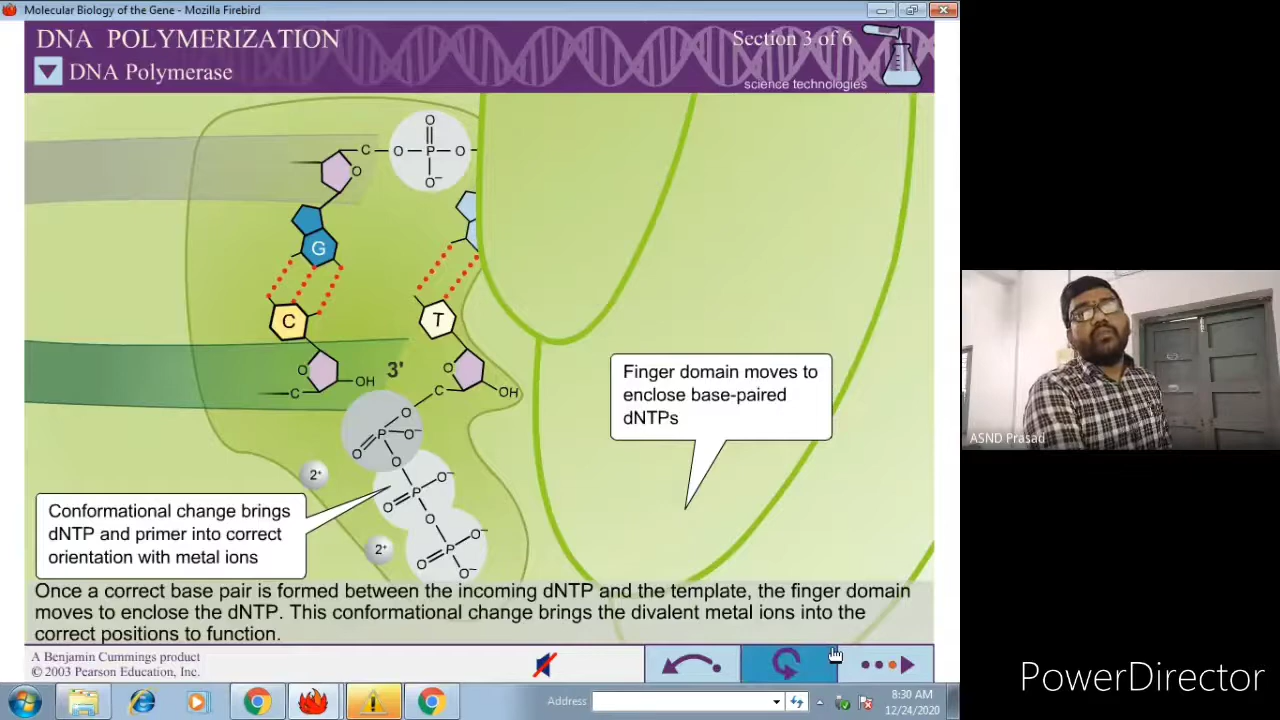 Molecular Biology of the Gene - Mozilla Firebird
DNA POLYMERIZATION
Section 3 of 6
DNA Polymerase
science technologies
O
C O P O
O
O⁻
G
C
T
O
OH
3'
O
OH
C
C
O
P O⁻
O
O
2⁺
O⁻
P
O
O
2⁺
O⁻
P
O
O⁻
Finger domain moves to
enclose base-paired
dNTPs
Conformational change brings
dNTP and primer into correct
orientation with metal ions
Once a correct base pair is formed between the incoming dNTP and the template, the finger domain
moves to enclose the dNTP. This conformational change brings the divalent metal ions into the
correct positions to function.
A Benjamin Cummings product
© 2003 Pearson Education, Inc.
Address
8:30 AM
12/24/2020
ASND Prasad
PowerDirector